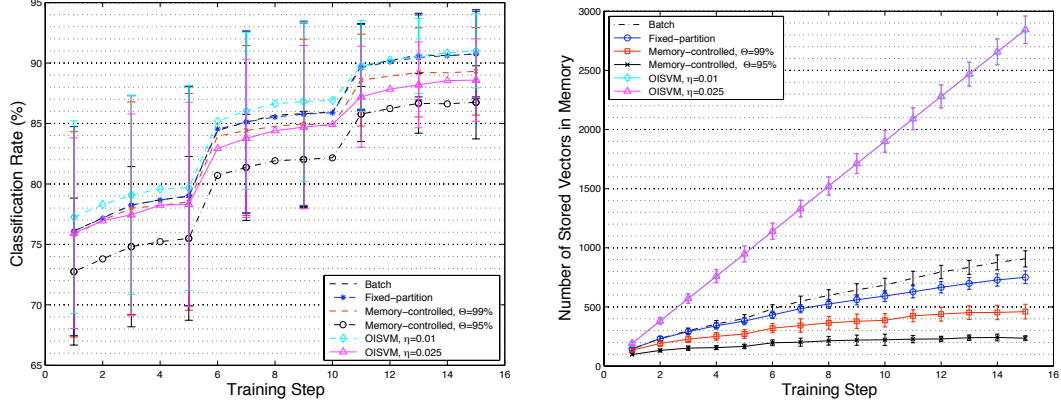 95
90
85
80
75
70
65
Classification Rate (%)
0 2 4 6 8 10 12 14 16
Training Step
Batch
Fixed−partition
Memory−controlled, Θ=99%
Memory−controlled, Θ=95%
OISVM, η=0.01
OISVM, η=0.025
3000
2500
2000
1500
1000
500
0
Number of Stored Vectors in Memory
0 2 4 6 8 10 12 14 16
Training Step
Batch
Fixed−partition
Memory−controlled, Θ=99%
Memory−controlled, Θ=95%
OISVM, η=0.01
OISVM, η=0.025